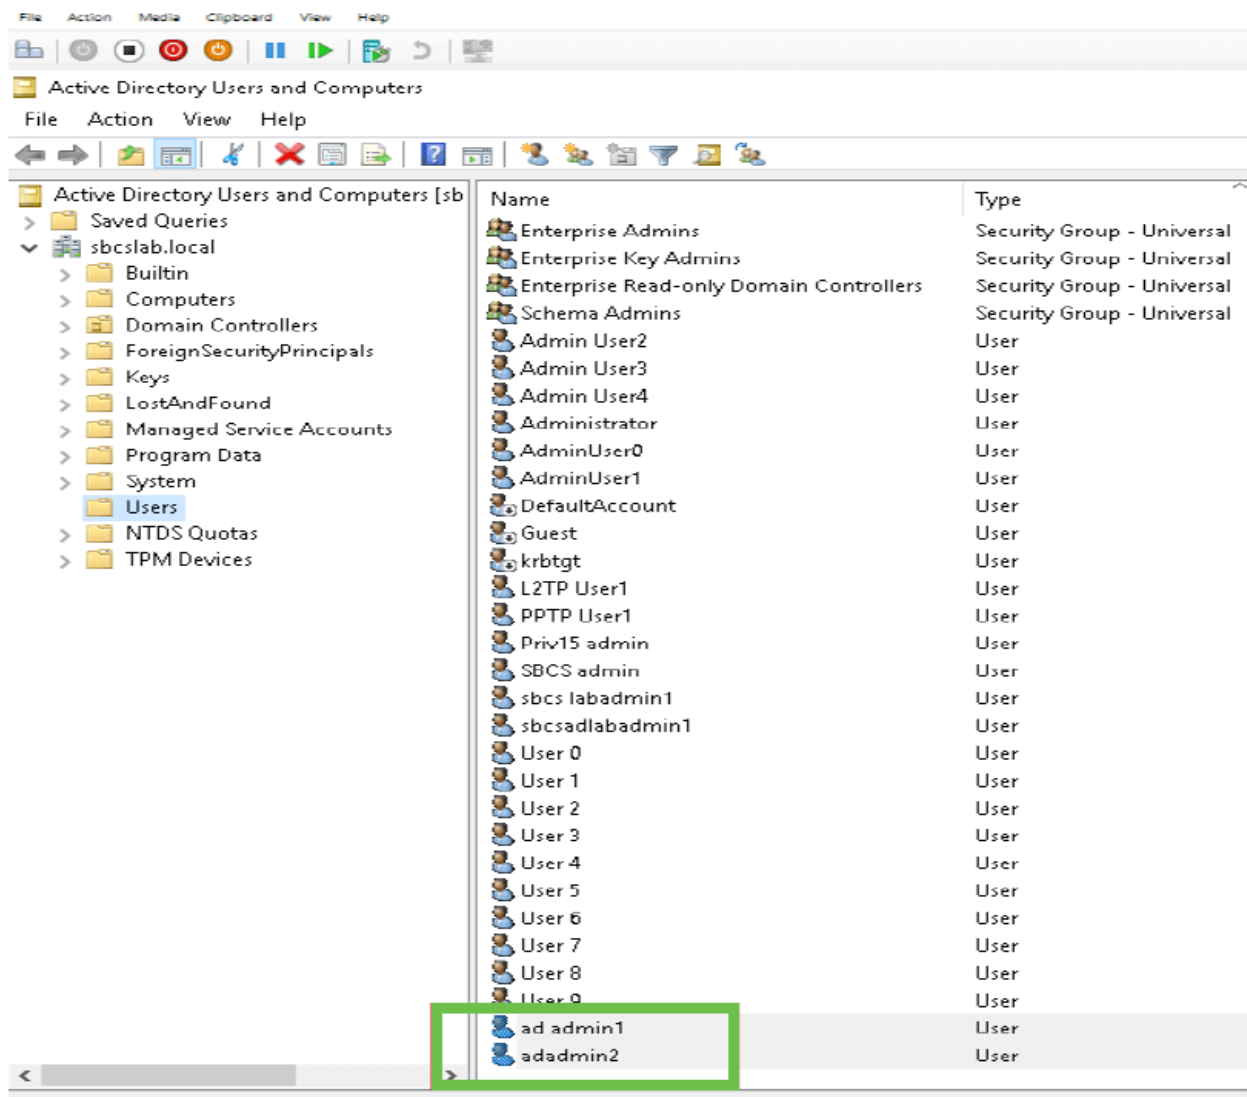 File Action Media Clipboard View Help
Active Directory Users and Computers
File Action View Help
Active Directory Users and Computers [sb
Saved Queries
sbcslab.local
Builtin
Computers
Domain Controllers
ForeignSecurityPrincipals
Keys
LostAndFound
Managed Service Accounts
Program Data
System
Users
NTDS Quotas
TPM Devices
Name Type
Enterprise Admins Security Group - Universal
Enterprise Key Admins Security Group - Universal
Enterprise Read-only Domain Controllers Security Group - Universal
Schema Admins Security Group - Universal
Admin User2 User
Admin User3 User
Admin User4 User
Administrator User
AdminUser0 User
AdminUser1 User
DefaultAccount User
Guest User
krbtgt User
L2TP User1 User
PPTP User1 User
Priv15 admin User
SBCS admin User
sbcs labadmin1 User
sbcsadlabadmin1 User
User 0 User
User 1 User
User 2 User
User 3 User
User 4 User
User 5 User
User 6 User
User 7 User
User 8 User
User 9 User
ad admin1 User
adadmin2 User